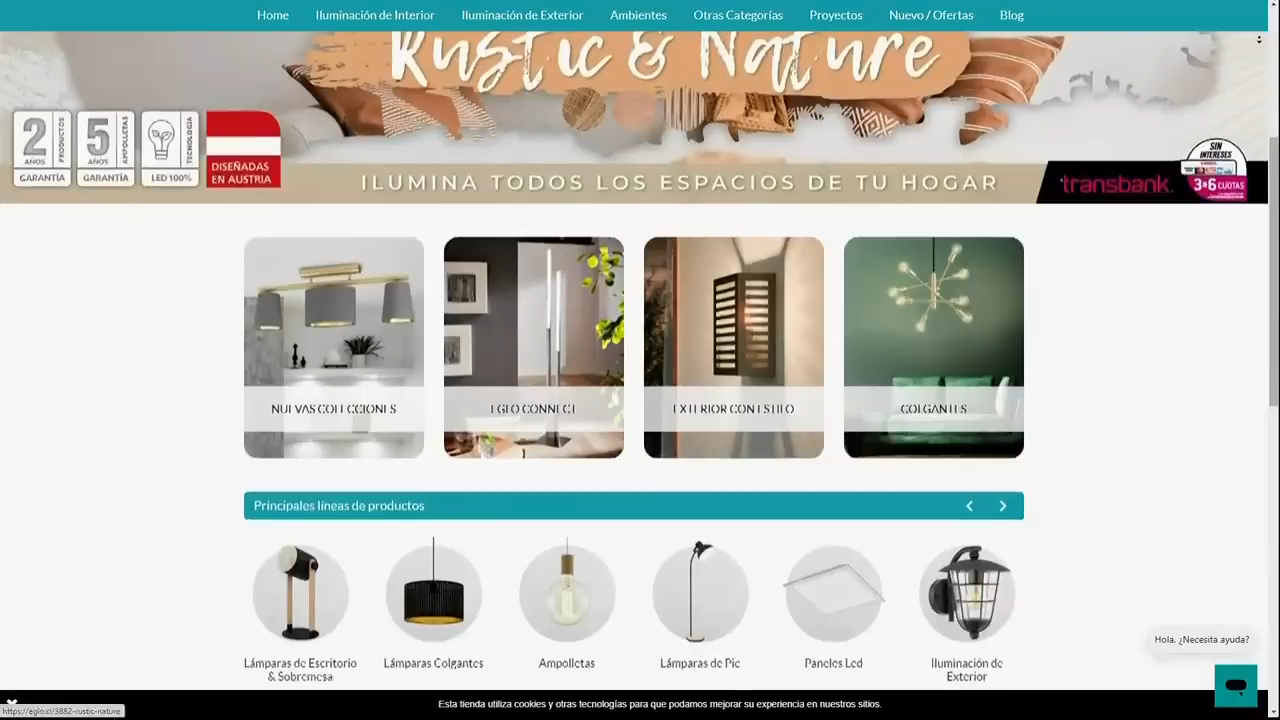 Home Iluminación de Interior Iluminación de Exterior Ambientes Otras Categorías Proyectos Nuevo / Ofertas Blog
Rustic & Nature
2 AÑOS PRODUCTOS GARANTÍA
5 AÑOS AMPOLLETAS GARANTÍA
TECNOLOGÍA LED 100%
DISEÑADAS
EN AUSTRIA
ILUMINA TODOS LOS ESPACIOS DE TU HOGAR
transbank.
SIN
INTERESES
3 a 6 CUOTAS
NUEVAS COLECCIONES EGLO CONNECT EXTERIOR CON ESTILO COLGANTES
Principales líneas de productos
Lámparas de Escritorio
& Sobremesa
Lámparas Colgantes
Ampolletas
Lámparas de Pie
Paneles Led
Iluminación de
Exterior
Hola. ¿Necesita ayuda?
Esta tienda utiliza cookies y otras tecnologías para que podamos mejorar su experiencia en nuestros sitios.
https://eglo.cl/3882-rustic-nature